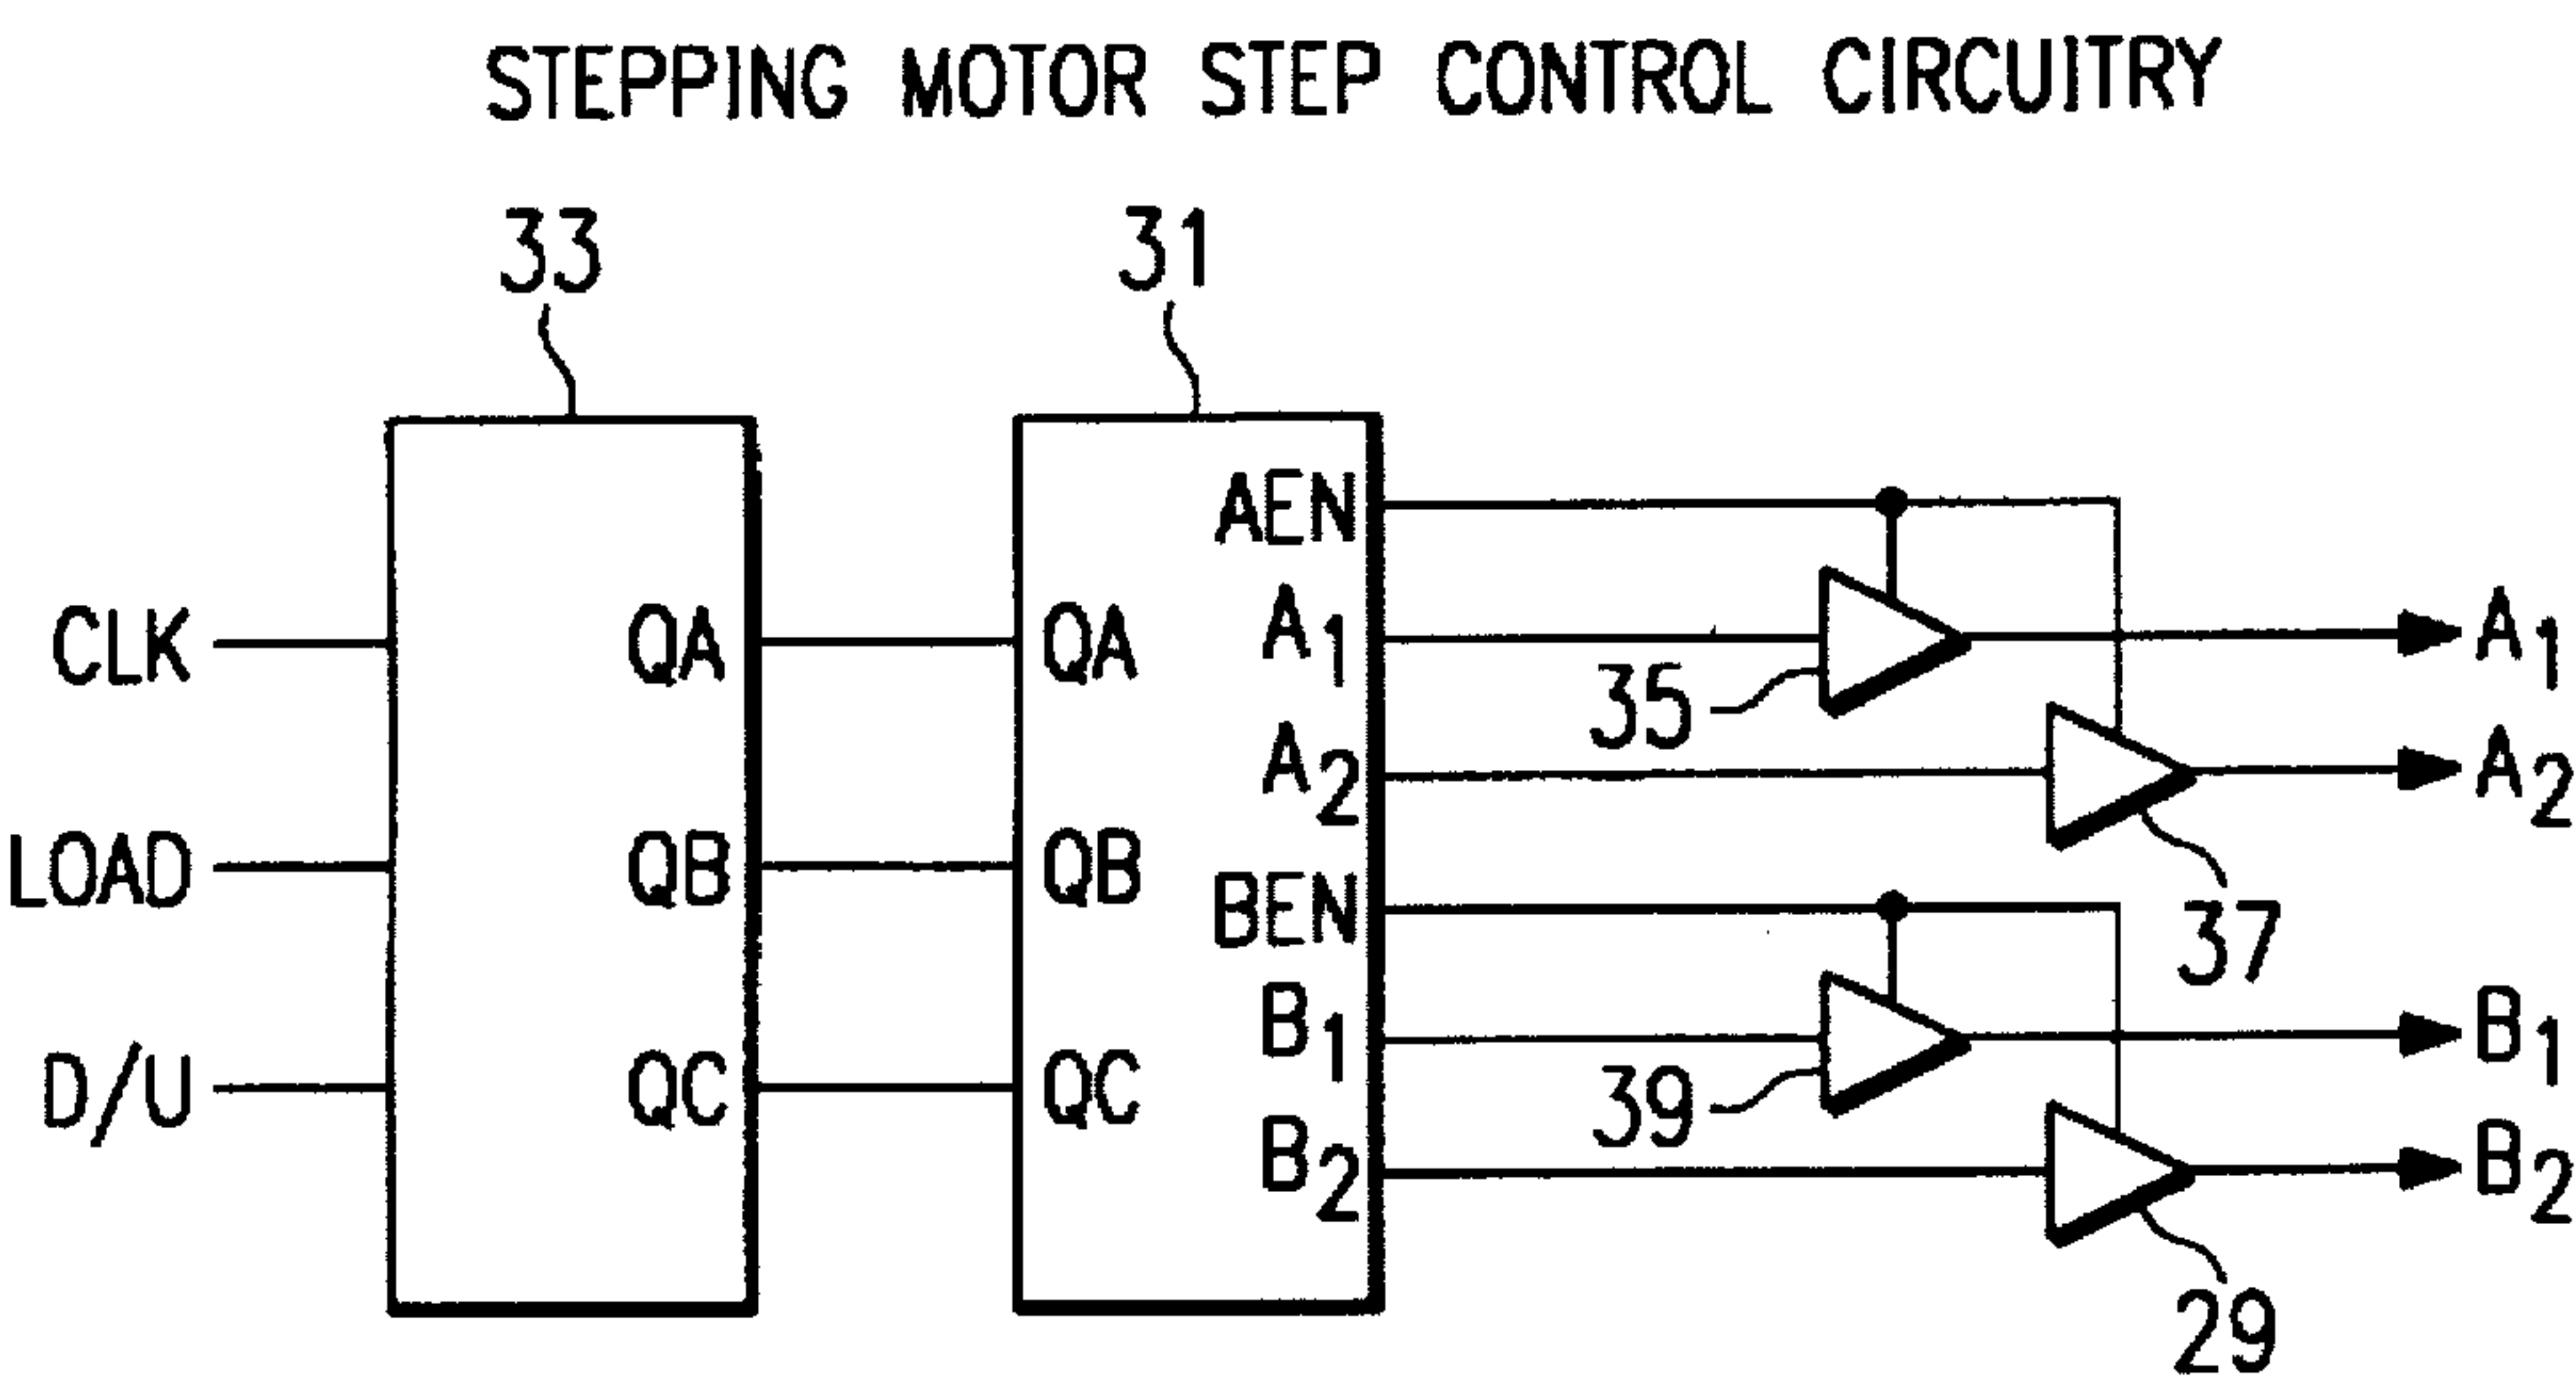 STEPPING MOTOR STEP CONTROL CIRCUITRY
33
31
CLK
LOAD
D/U
QA
QB
QC
QA
QB
QC
AEN
A1
A2
BEN
B1
B2
35
37
39
29
A1
A2
B1
B2